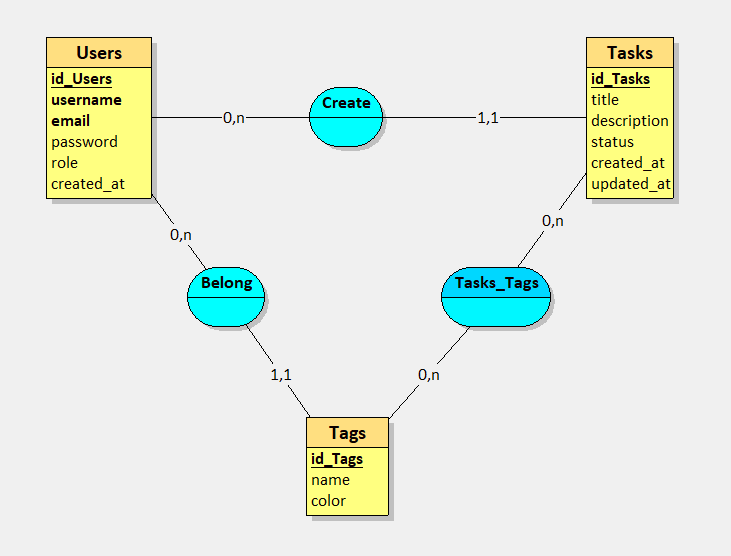 Users
id_Users
username
email
password
role
created_at
0,n
Create
1,1
Tasks
id_Tasks
title
description
status
created_at
updated_at
0,n
Belong
1,1
0,n
Tasks_Tags
0,n
Tags
id_Tags
name
color